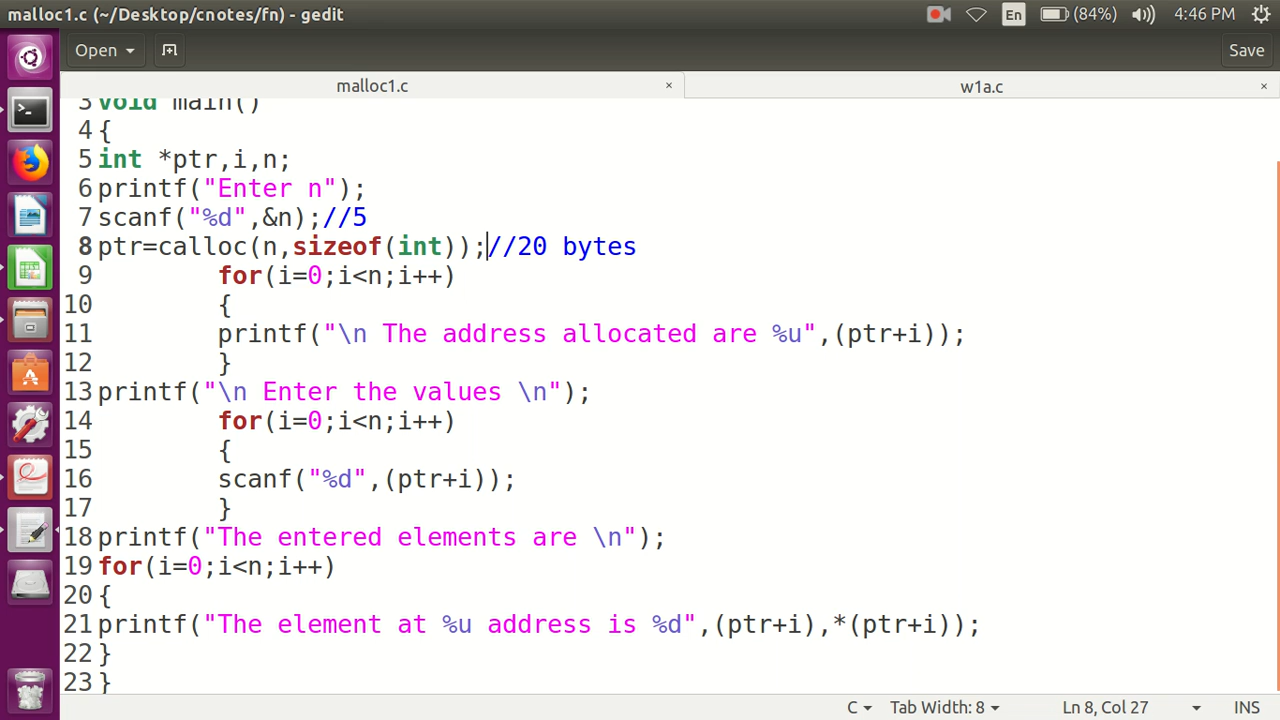 malloc1.c (~/Desktop/cnotes/fn) - gedit
En (84%) 4:46 PM
Open Save
malloc1.c × w1a.c ×
3 void main()
4 {
5 int *ptr,i,n;
6 printf("Enter n");
7 scanf("%d",&n);//5
8 ptr=calloc(n,sizeof(int));//20 bytes
9 for(i=0;i<n;i++)
10 {
11 printf("\n The address allocated are %u",(ptr+i));
12 }
13 printf("\n Enter the values \n");
14 for(i=0;i<n;i++)
15 {
16 scanf("%d",(ptr+i));
17 }
18 printf("The entered elements are \n");
19 for(i=0;i<n;i++)
20 {
21 printf("The element at %u address is %d",(ptr+i),*(ptr+i));
22 }
23 }
C Tab Width: 8 Ln 8, Col 27 INS